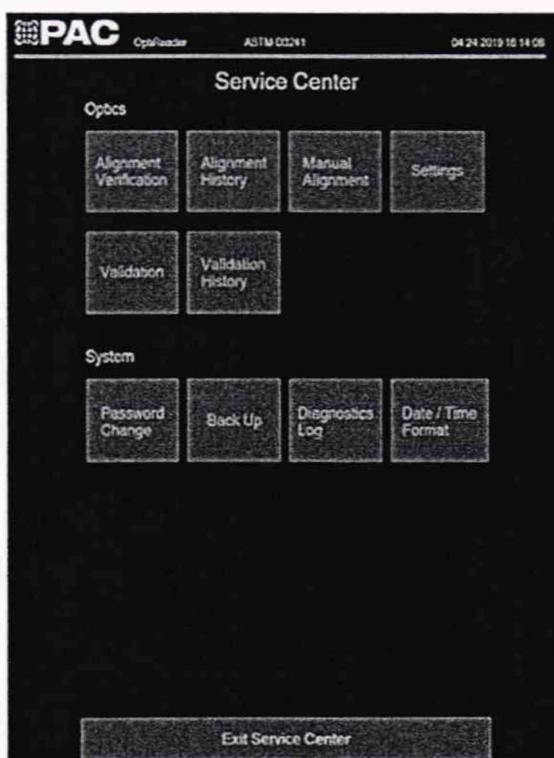 PAC OptiReader ASTM D3241 04 24 2019 16 14 06
Service Center
Optics
Alignment Verification
Alignment History
Manual Alignment
Settings
Validation
Validation History
System
Password Change
Back Up
Diagnostics Log
Date / Time Format
Exit Service Center